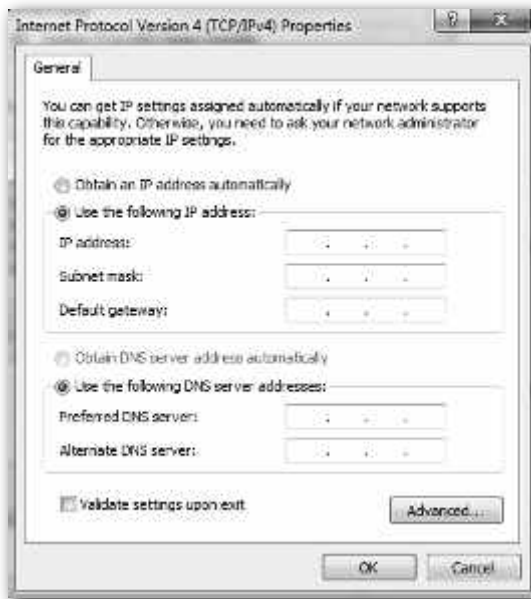 Internet Protocol Version 4 (TCP/IPv4) Properties
General
You can get IP settings assigned automatically if your network supports
this capability. Otherwise, you need to ask your network administrator
for the appropriate IP settings.
Obtain an IP address automatically
Use the following IP address:
IP address:
Subnet mask:
Default gateway:
Obtain DNS server address automatically
Use the following DNS server addresses:
Preferred DNS server:
Alternate DNS server:
Validate settings upon exit
Advanced...
OK
Cancel